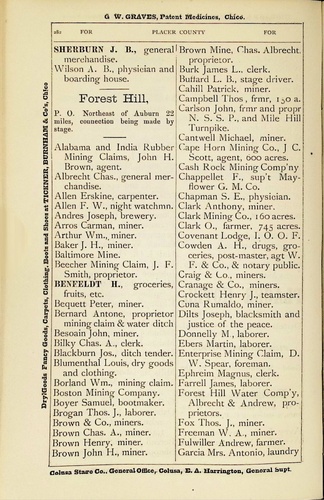 G. W. GRAVES, Patent Medicines, Chico.
280 FOR PLACER COUNTY FOR
SHERBURN J. B., general
merchandise.
Wilson A. B., physician and
boarding house.
Forest Hill,
P. O. Northeast of Auburn 22
miles, connection being made by
stage.
Alabama and India Rubber
Mining Claims, John H.
Brown, agent.
Albrecht Chas., general mer-
chandise.
Allen Erskine, carpenter.
Allen F. W., night watchman
Andres Joseph, brewery.
Arros Carman, miner.
Arthur Wm., miner.
Baker J. H., miner.
Baltimore Mine.
Beecher Mining Claim, J. F.
Smith, proprietor.
BENFELDT H., groceries,
fruits, etc.
Bequett Peter, miner.
Bernard Antone, proprietor
mining claim & water ditch
Besoain John, miner.
Bilky Chas. A., clerk.
Blackburn Jos., ditch tender.
Blumenthal Louis, dry goods
and clothing.
Borland Wm., mining claim.
Boston Mining Company.
Boyer Samuel, bootmaker.
Brogan Thos. J., laborer.
Brown & Co., miners.
Brown Chas. A., miner.
Brown Henry, miner.
Brown John H., miner.
Brown Mine, Chas. Albrecht
proprietor.
Burk James L., clerk.
Buffard L. B., stage driver.
Cahill Patrick, miner.
Campbell Thos., frmr, 150 a.
Carlson John, frmr and propr
N. S. S. P., and Mile Hill
Turnpike.
Cantwell Michael, miner.
Cape Horn Mining Co., J C.
Scott, agent, 600 acres.
Cash Rock Mining Comp'ny
Chappellet F., sup't May-
flower G. M. Co.
Chapman S. E., physician.
Clark Anthony, miner.
Clark Mining Co., 160 acres.
Clark O., farmer, 745 acres.
Covenant Lodge, I. O. O. F.
Cowden A. H., drugs, gro-
ceries, post-master, agt W.
F. & Co., & notary public.
Craig & Co., miners.
Cranage & Co., miners.
Crockett Henry J., teamster.
Cona Rumaldo, miner.
Dilts Joseph, blacksmith and
justice of the peace.
Donnelly M., laborer.
Ebers Martin, laborer.
Enterprise Mining Claim, D.
W. Spear, foreman.
Ephreim Magnus, clerk.
Farrell James, laborer.
Forest Hill Water Comp'y,
Albrecht & Andrew, pro-
prietors.
Fox Thos. J., miner.
Freeman W. A., miner.
Fulwiller Andrew, farmer.
Garcia Mrs. Antonio, laundry
Dry Goods Fancy Goods, Carpets, Clothing, Boots and Shoes at TICKNER, BURNHAM & Co's, Chico
Colusa Stage Co., General Office, Colusa, E. A. Harrington, General Supt.